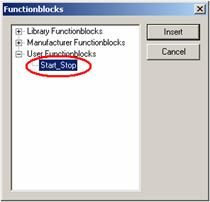 Functionblocks
Library Functionblocks
Manufacturer Functionblocks
User Functionblocks
Start_Stop
Insert
Cancel